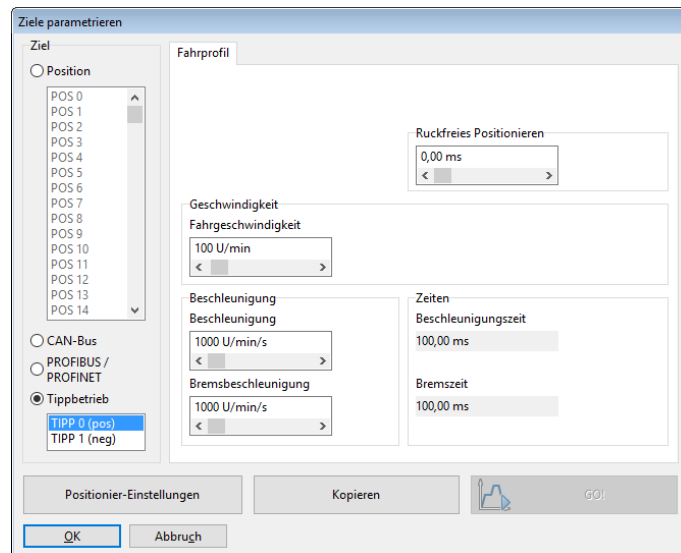 Ziele parametrieren
Ziel
Position
POS 0
POS 1
POS 2
POS 3
POS 4
POS 5
POS 6
POS 7
POS 8
POS 9
POS 10
POS 11
POS 12
POS 13
POS 14
CAN-Bus
PROFIBUS /
PROFINET
Tippbetrieb
TIPP 0 (pos)
TIPP 1 (neg)
Fahrprofil
Ruckfreies Positionieren
0,00 ms
Geschwindigkeit
Fahrgeschwindigkeit
100 U/min
Beschleunigung
Beschleunigung
1000 U/min/s
Bremsbeschleunigung
1000 U/min/s
Zeiten
Beschleunigungszeit
100,00 ms
Bremszeit
100,00 ms
Positionier-Einstellungen
Kopieren
GO!
OK
Abbruch